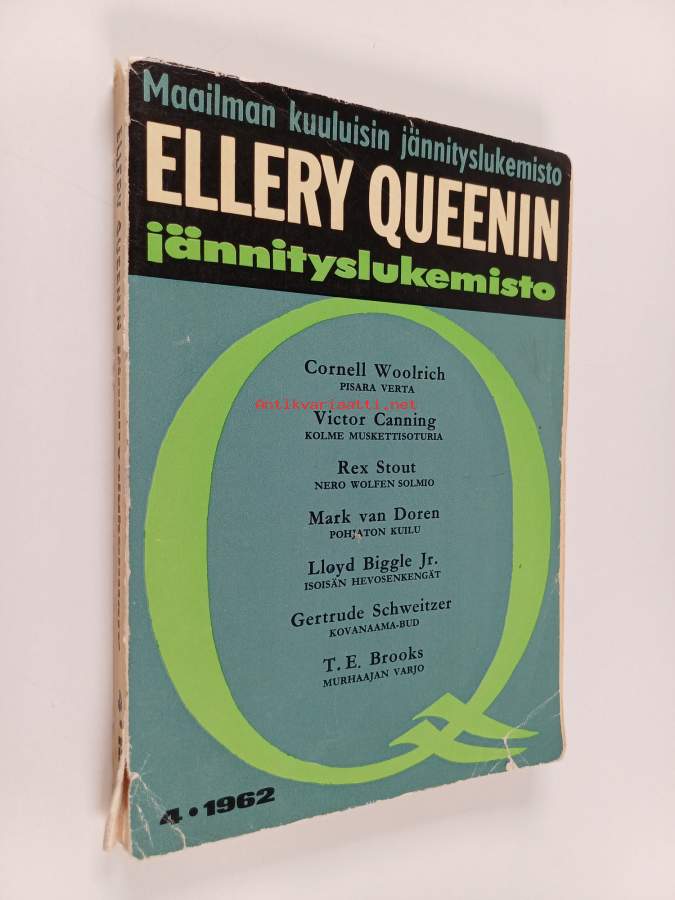 Maailman kuuluisin jännityslukemisto
ELLERY QUEENIN
jännityslukemisto
Cornell Woolrich
PISARA VERTA
Antikvariaatti.net
Victor Canning
KOLME MUSKETTISOTURIA
Rex Stout
NERO WOLFEN SOLMIO
Mark van Doren
POHJATON KUILU
Lloyd Biggle Jr.
ISOISÄN HEVOSENKENGÄT
Gertrude Schweitzer
KOVANAAMA-BUD
T. E. Brooks
MURHAAJAN VARJO
4 • 1962
ELLERY QUEENIN